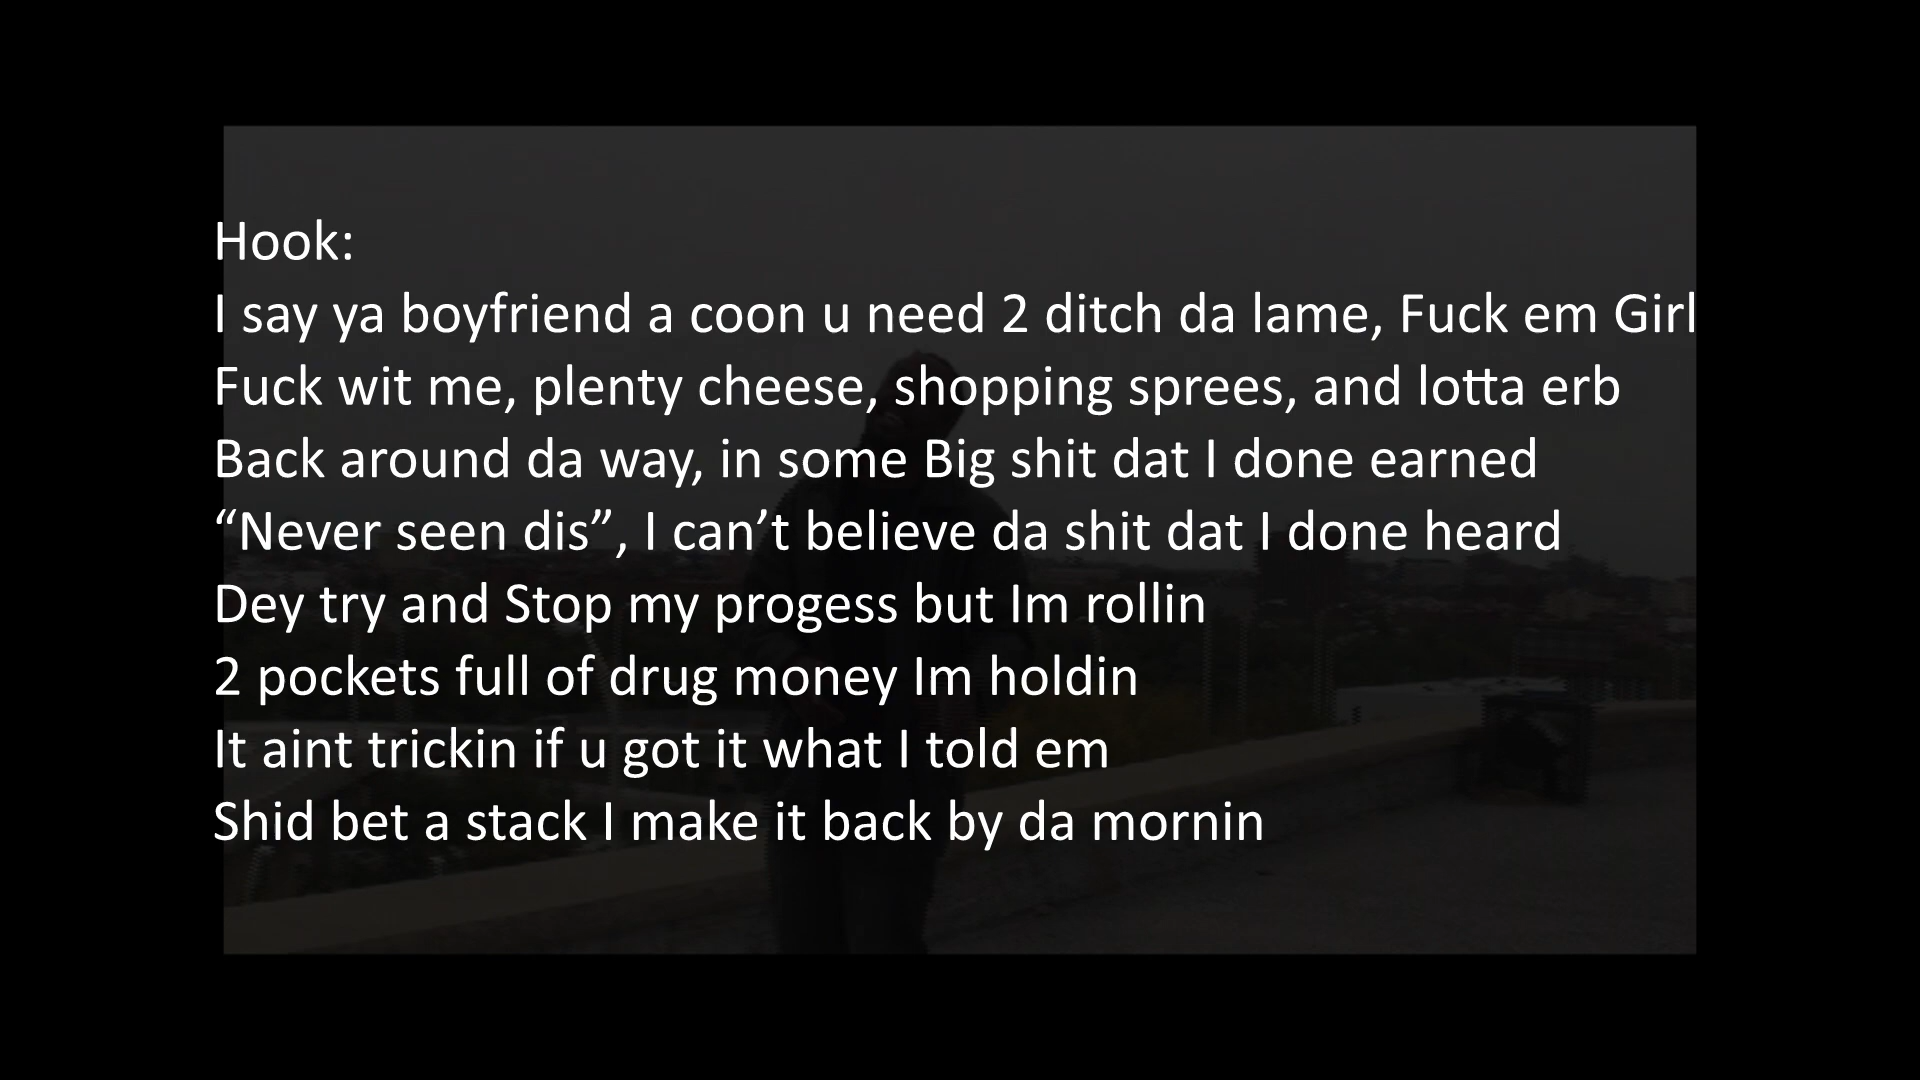 Hook:
I say ya boyfriend a coon u need 2 ditch da lame, Fuck em Girl
Fuck wit me, plenty cheese, shopping sprees, and lotta erb
Back around da way, in some Big shit dat I done earned
“Never seen dis”, I can’t believe da shit dat I done heard
Dey try and Stop my progess but Im rollin
2 pockets full of drug money Im holdin
It aint trickin if u got it what I told em
Shid bet a stack I make it back by da mornin